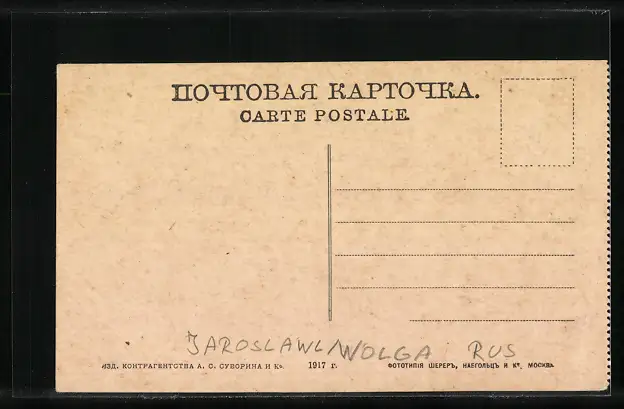 ПОЧТОВАЯ КАРТОЧКА.
CARTE POSTALE.
JAROSLAWL/WOLGA RUS
ИЗД. КОНТРАГЕНТСТВА А. С. СУВОРИНА И Кº. 1917 г. ФОТОТИПІЯ ШЕРЕРЪ, НАБГОЛЬЦЪ И Кº, МОСКВА.